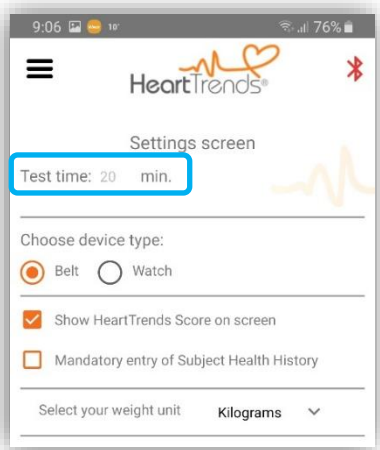 9:06 10° 76%
HeartTrends®
Settings screen
Test time: 20 min.
Choose device type:
Belt Watch
Show HeartTrends Score on screen
Mandatory entry of Subject Health History
Select your weight unit Kilograms